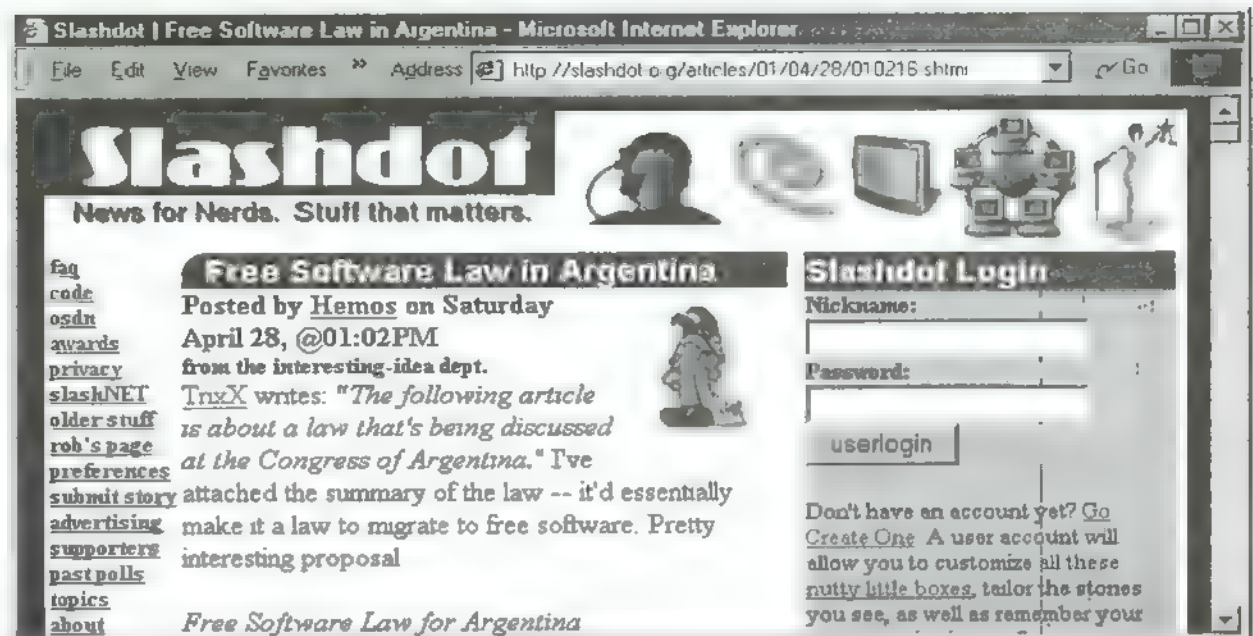 Slashdot | Free Software Law in Argentina - Microsoft Internet Explorer
File Edit View Favorites » Address http //slashdot o g/articles/01/04/28/010216 shtml Go
Slashdot
News for Nerds. Stuff that matters.
faq
code
osdn
awards
privacy
slashNET
older stuff
rob's page
preferences
submit story
advertising
supporters
past polls
topics
about
Free Software Law in Argentina
Posted by Hemos on Saturday
April 28, @01:02PM
from the interesting-idea dept.
TrixX writes: "The following article
is about a law that's being discussed
at the Congress of Argentina." I've
attached the summary of the law -- it'd essentially
make it a law to migrate to free software. Pretty
interesting proposal
Free Software Law for Argentina
Slashdot Login
Nickname:
Password:
userlogin
Don't have an account yet? Go
Create One A user account will
allow you to customize all these
nutty little boxes, tailor the stories
you see, as well as remember your